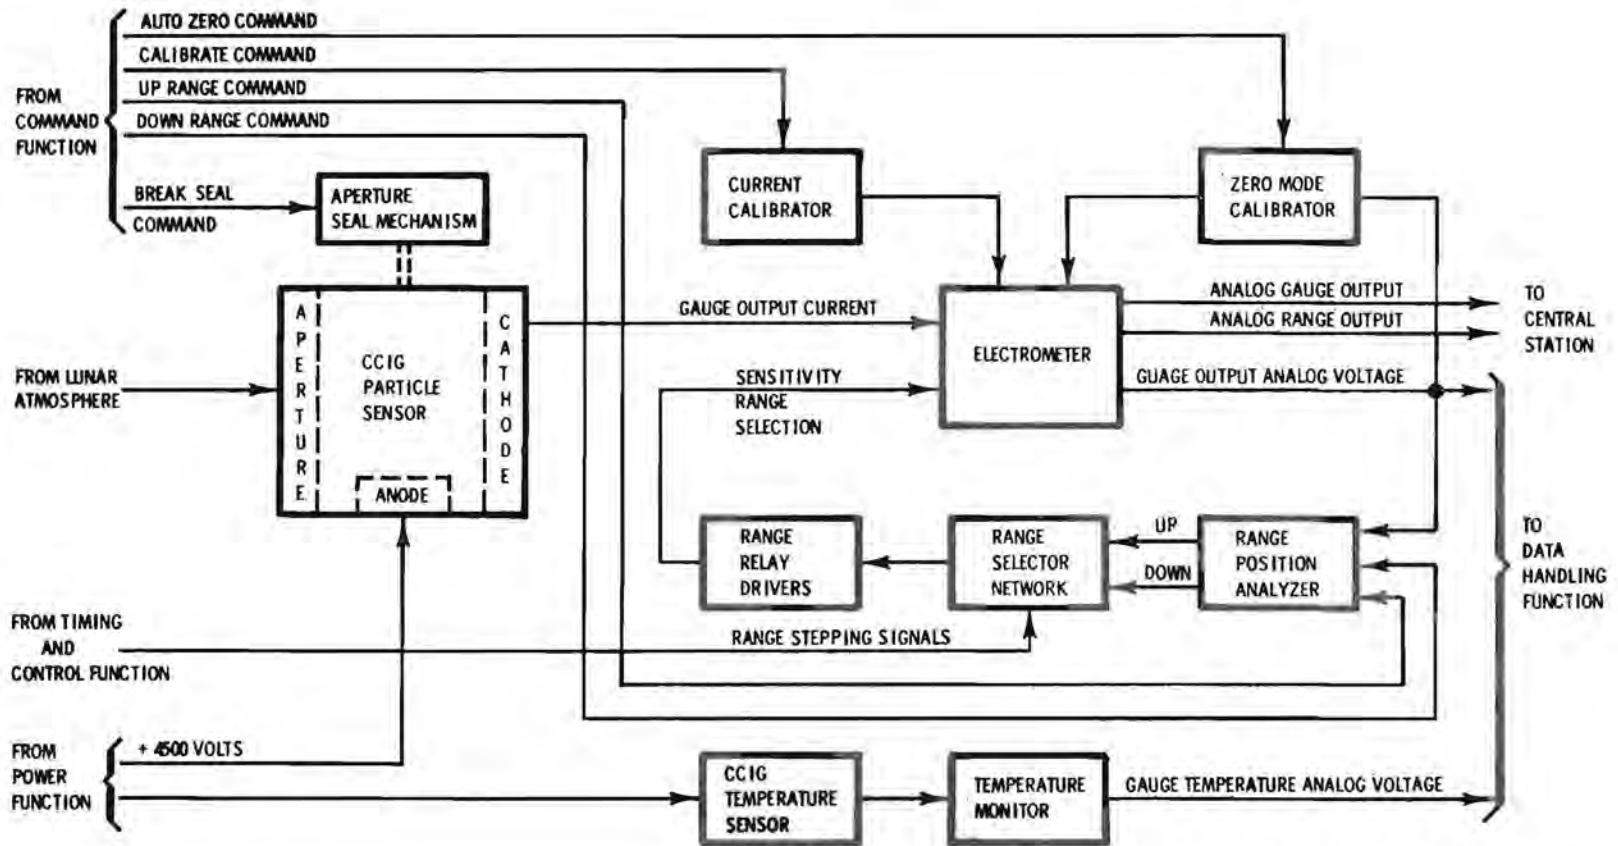 AUTO ZERO COMMAND
CALIBRATE COMMAND
UP RANGE COMMAND
DOWN RANGE COMMAND
FROM
COMMAND
FUNCTION
BREAK SEAL
COMMAND
APERTURE
SEAL MECHANISM
CURRENT
CALIBRATOR
ZERO MODE
CALIBRATOR
FROM LUNAR
ATMOSPHERE
APERTURE
CCIG
PARTICLE
SENSOR
CATHODE
ANODE
GAUGE OUTPUT CURRENT
SENSITIVITY
RANGE
SELECTION
ELECTROMETER
ANALOG GAUGE OUTPUT
ANALOG RANGE OUTPUT
TO
CENTRAL
STATION
GUAGE OUTPUT ANALOG VOLTAGE
RANGE
RELAY
DRIVERS
RANGE
SELECTOR
NETWORK
UP
DOWN
RANGE
POSITION
ANALYZER
TO
DATA
HANDLING
FUNCTION
FROM TIMING
AND
CONTROL FUNCTION
RANGE STEPPING SIGNALS
FROM
POWER
FUNCTION
+ 4500 VOLTS
CCIG
TEMPERATURE
SENSOR
TEMPERATURE
MONITOR
GAUGE TEMPERATURE ANALOG VOLTAGE